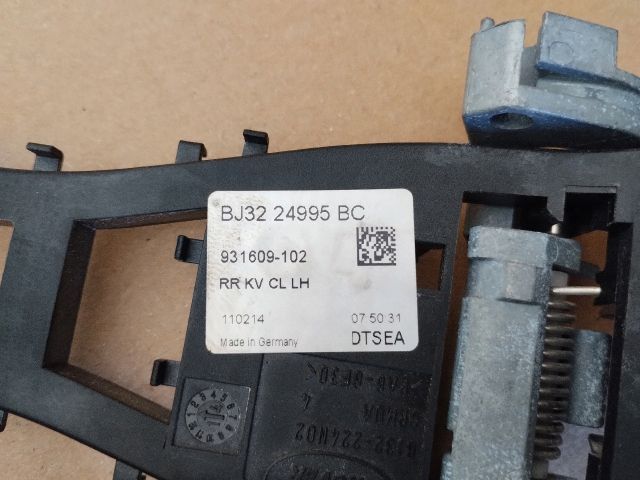 BJ32 24995 BC
931609-102
RR KV CL LH
110214 07 50 31
Made in Germany DTSEA